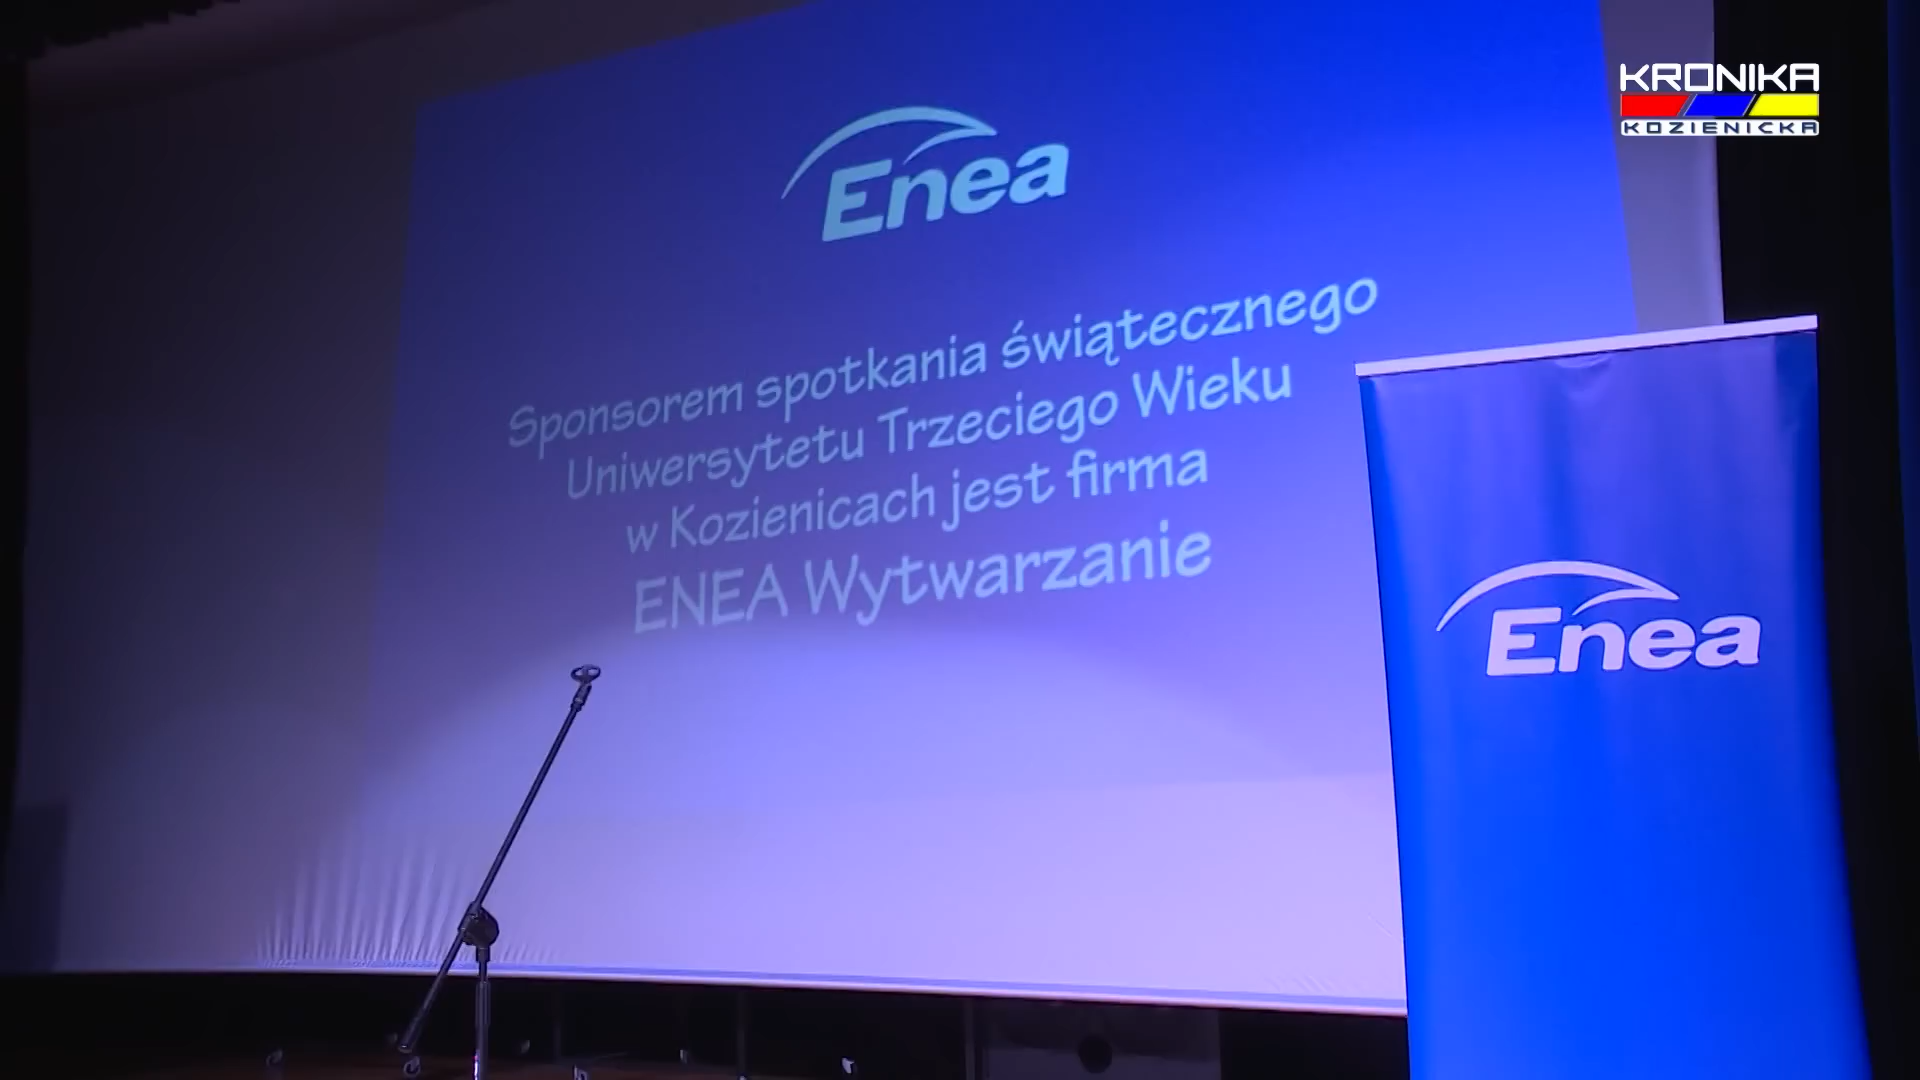 KRONIKA
KOZIENICKA
Enea
Sponsorem spotkania świątecznego
Uniwersytetu Trzeciego Wieku
w Kozienicach jest firma
ENEA Wytwarzanie
Enea